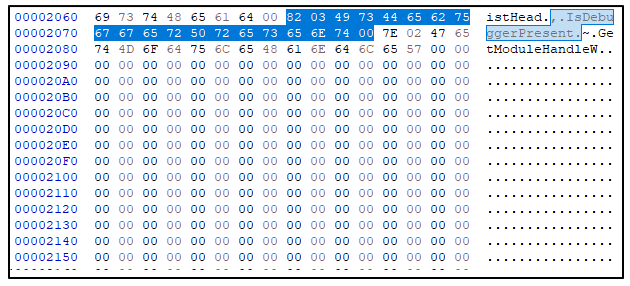 00002060 69 73 74 48 65 61 64 00 82 03 49 73 44 65 62 75 istHead.‚.IsDebu
00002070 67 67 65 72 50 72 65 73 65 6E 74 00 7E 02 47 65 ggerPresent.~.Ge
00002080 74 4D 6F 64 75 6C 65 48 61 6E 64 6C 65 57 00 00 tModuleHandleW..
00002090 00 00 00 00 00 00 00 00 00 00 00 00 00 00 00 00 ................
000020A0 00 00 00 00 00 00 00 00 00 00 00 00 00 00 00 00 ................
000020B0 00 00 00 00 00 00 00 00 00 00 00 00 00 00 00 00 ................
000020C0 00 00 00 00 00 00 00 00 00 00 00 00 00 00 00 00 ................
000020D0 00 00 00 00 00 00 00 00 00 00 00 00 00 00 00 00 ................
000020E0 00 00 00 00 00 00 00 00 00 00 00 00 00 00 00 00 ................
000020F0 00 00 00 00 00 00 00 00 00 00 00 00 00 00 00 00 ................
00002100 00 00 00 00 00 00 00 00 00 00 00 00 00 00 00 00 ................
00002110 00 00 00 00 00 00 00 00 00 00 00 00 00 00 00 00 ................
00002120 00 00 00 00 00 00 00 00 00 00 00 00 00 00 00 00 ................
00002130 00 00 00 00 00 00 00 00 00 00 00 00 00 00 00 00 ................
00002140 00 00 00 00 00 00 00 00 00 00 00 00 00 00 00 00 ................
00002150 00 00 00 00 00 00 00 00 00 00 00 00 00 00 00 00 ................